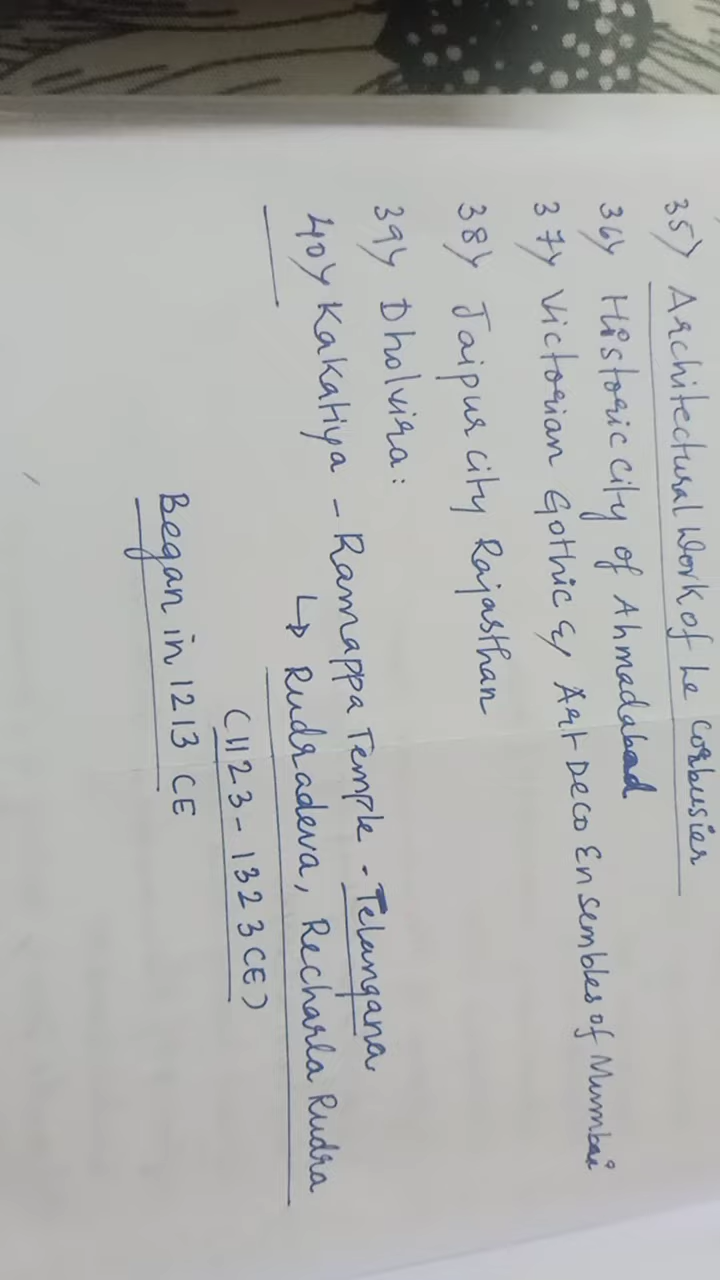 35) Architectural Work of Le Corbusier
36) Historic City of Ahmadabad
37) Victorian Gothic & Art Deco Ensembles of Mumbai
38) Jaipur City Rajasthan
39) Dholvira:
40) Kakatiya - Ramappa Temple - Telangana
↳ Rudradeva, Recharla Rudra
(1123-1323 CE)
Began in 1213 CE